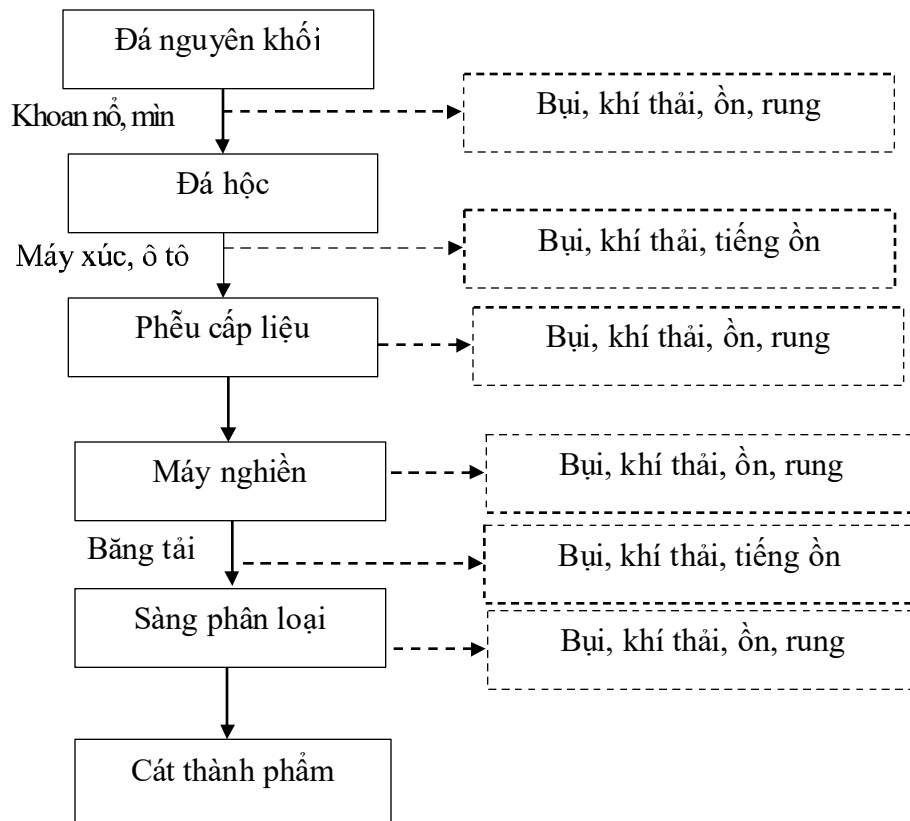 Đá nguyên khối
Bụi, khí thải, ồn, rung
Khoan nổ, mìn
Đá hộc
Bụi, khí thải, tiếng ồn
Máy xúc, ô tô
Phễu cấp liệu
Bụi, khí thải, ồn, rung
Máy nghiền
Bụi, khí thải, ồn, rung
Băng tải
Bụi, khí thải, tiếng ồn
Sàng phân loại
Bụi, khí thải, ồn, rung
Cát thành phẩm